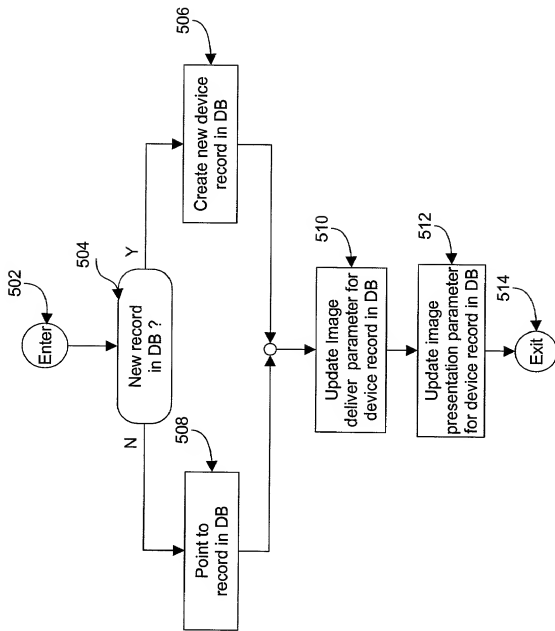 502
Enter
504
New record
in DB ?
Y
N
506
Create new device
record in DB
508
Point to
record in DB
510
Update Image
deliver parameter for
device record in DB
512
Update image
presentation parameter
for device record in DB
514
Exit